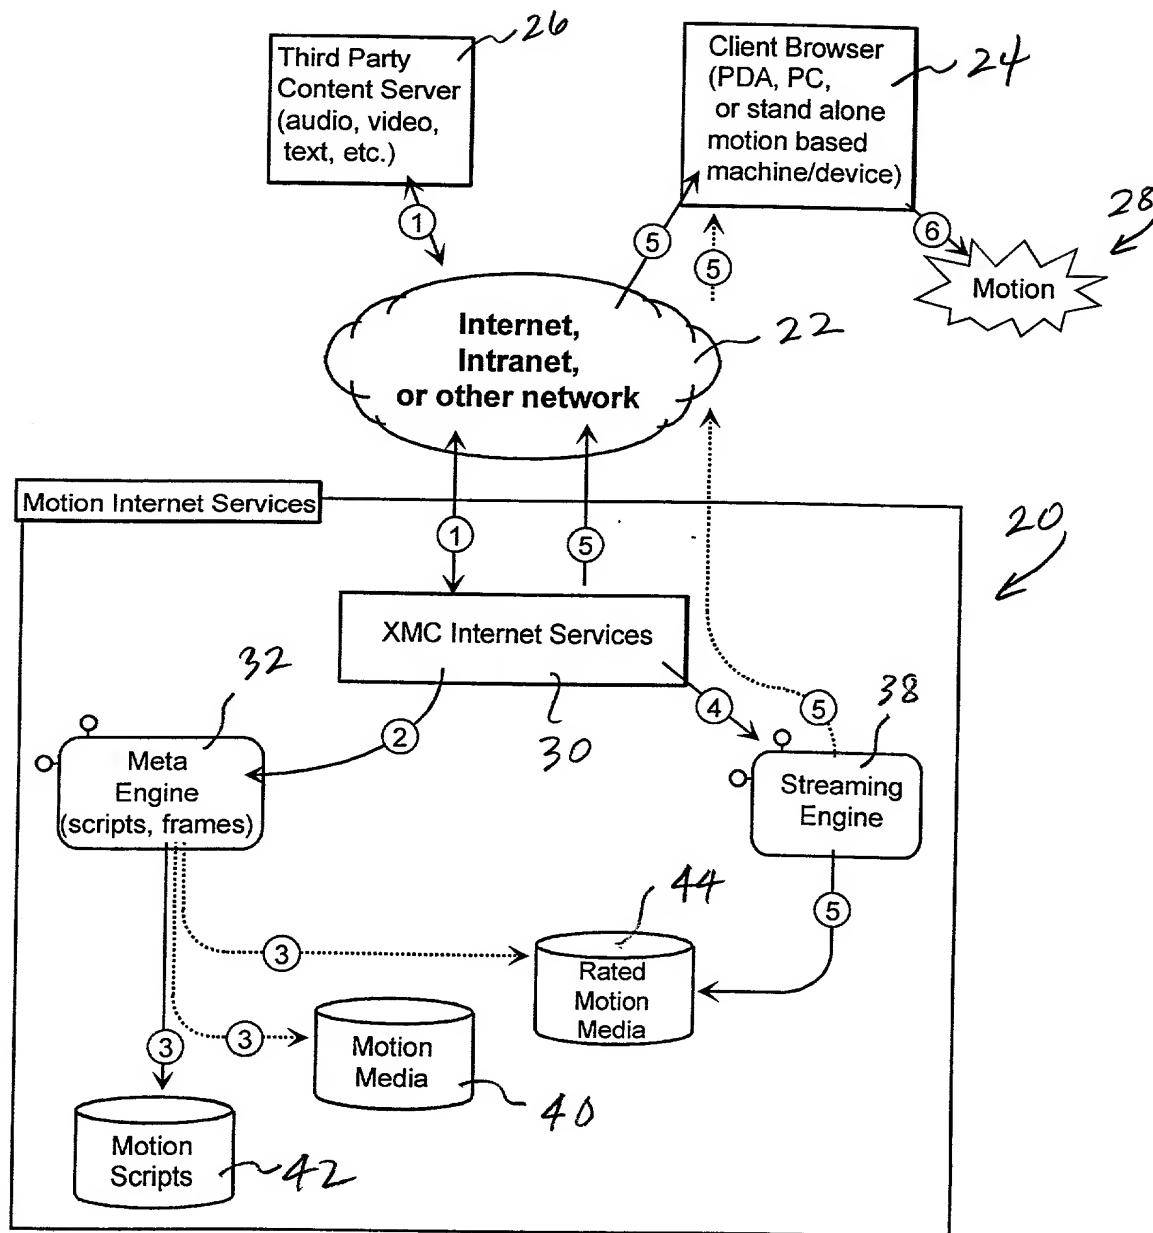 26
Third Party
Content Server
(audio, video,
text, etc.)
Client Browser
(PDA, PC,
or stand alone
motion based
machine/device)
24
1
5
5
6
28
Motion
Internet,
Intranet,
or other network
22
Motion Internet Services
1
5
20
XMC Internet Services
30
32
2
4
5
38
Meta
Engine
(scripts, frames)
Streaming
Engine
44
5
3
Rated
Motion
Media
3
3
Motion
Media
40
Motion
Scripts
42